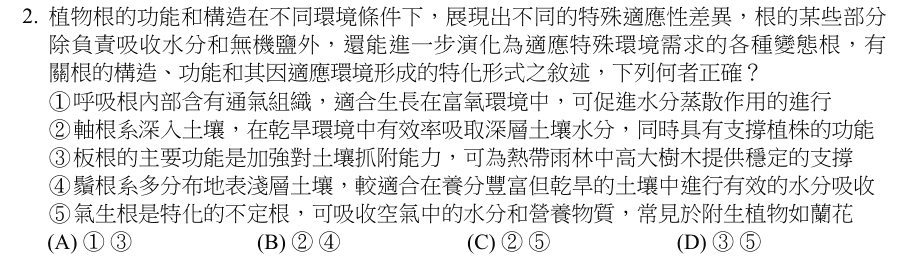 2. 植物根的功能和構造在不同環境條件下，展現出不同的特殊適應性差異，根的某些部分
除負責吸收水分和無機鹽外，還能進一步演化為適應特殊環境需求的各種變態根，有
關根的構造、功能和其因適應環境形成的特化形式之敘述，下列何者正確？
①呼吸根內部含有通氣組織，適合生長在富氧環境中，可促進水分蒸散作用的進行
②軸根系深入土壤，在乾旱環境中有效率吸取深層土壤水分，同時具有支撐植株的功能
③板根的主要功能是加強對土壤抓附能力，可為熱帶雨林中高大樹木提供穩定的支撐
④鬚根系多分布地表淺層土壤，較適合在養分豐富但乾旱的土壤中進行有效的水分吸收
⑤氣生根是特化的不定根，可吸收空氣中的水分和營養物質，常見於附生植物如蘭花
(A) ① ③ (B) ② ④ (C) ② ⑤ (D) ③ ⑤